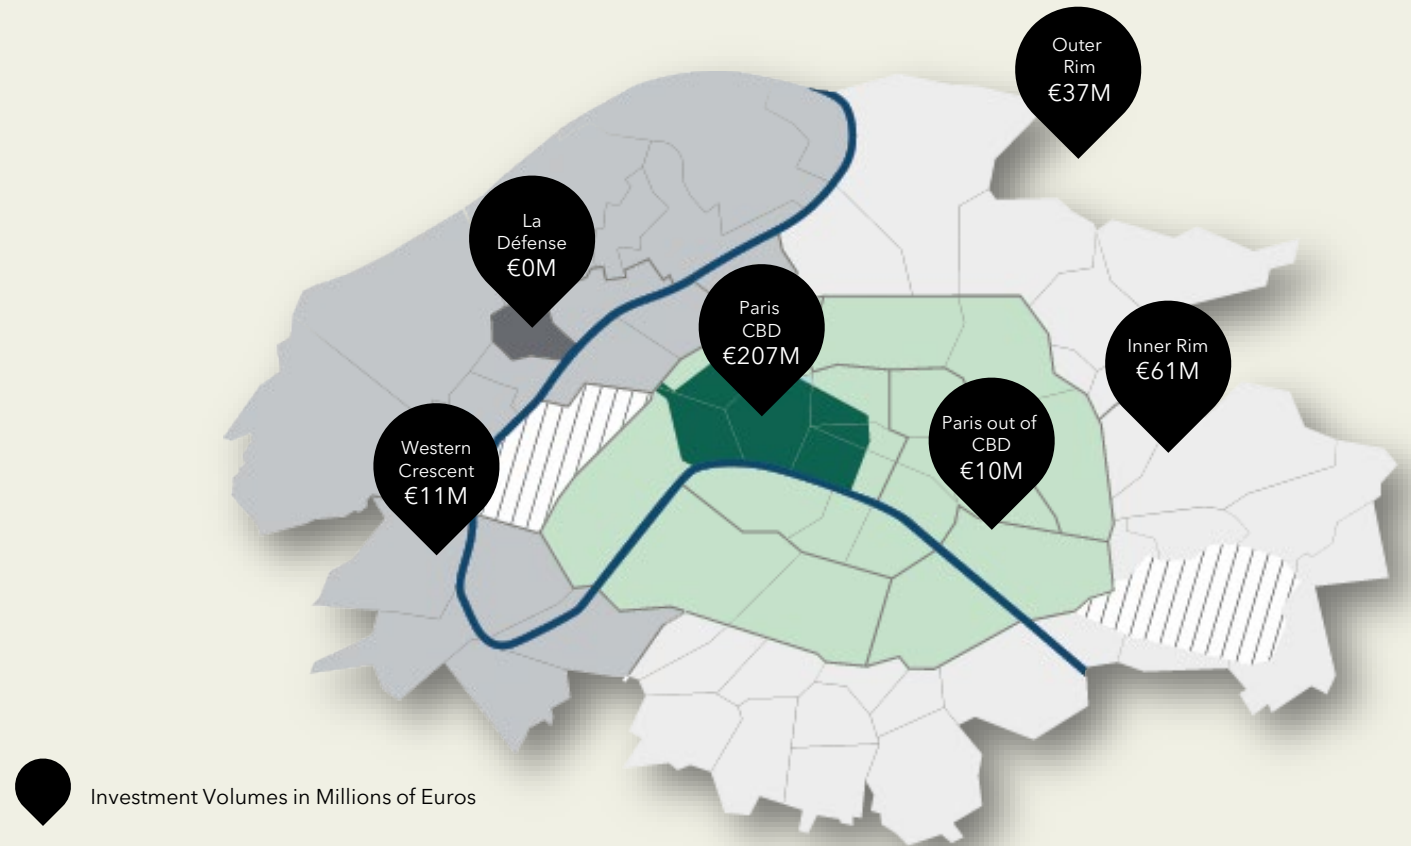 Outer
Rim
€37M
La
Défense
€0M
Paris
CBD
€207M
Inner Rim
€61M
Paris out of
CBD
€10M
Western
Crescent
€11M
Investment Volumes in Millions of Euros